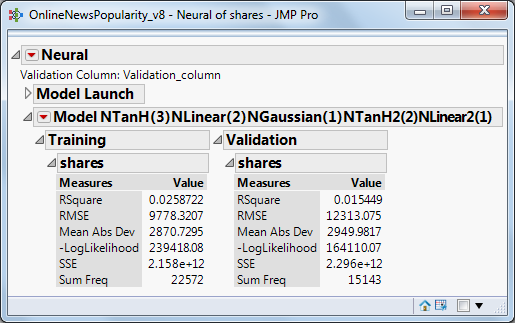 OnlineNewsPopularity_v8 - Neural of shares - JMP Pro
Neural
Validation Column: Validation_column
Model Launch
Model NTanH(3)NLinear(2)NGaussian(1)NTanH2(2)NLinear2(1)
Training
shares
Measures Value
RSquare 0.0258722
RMSE 9778.3207
Mean Abs Dev 2870.7295
-LogLikelihood 239418.08
SSE 2.158e+12
Sum Freq 22572
Validation
shares
Measures Value
RSquare 0.015449
RMSE 12313.075
Mean Abs Dev 2949.9817
-LogLikelihood 164110.07
SSE 2.296e+12
Sum Freq 15143